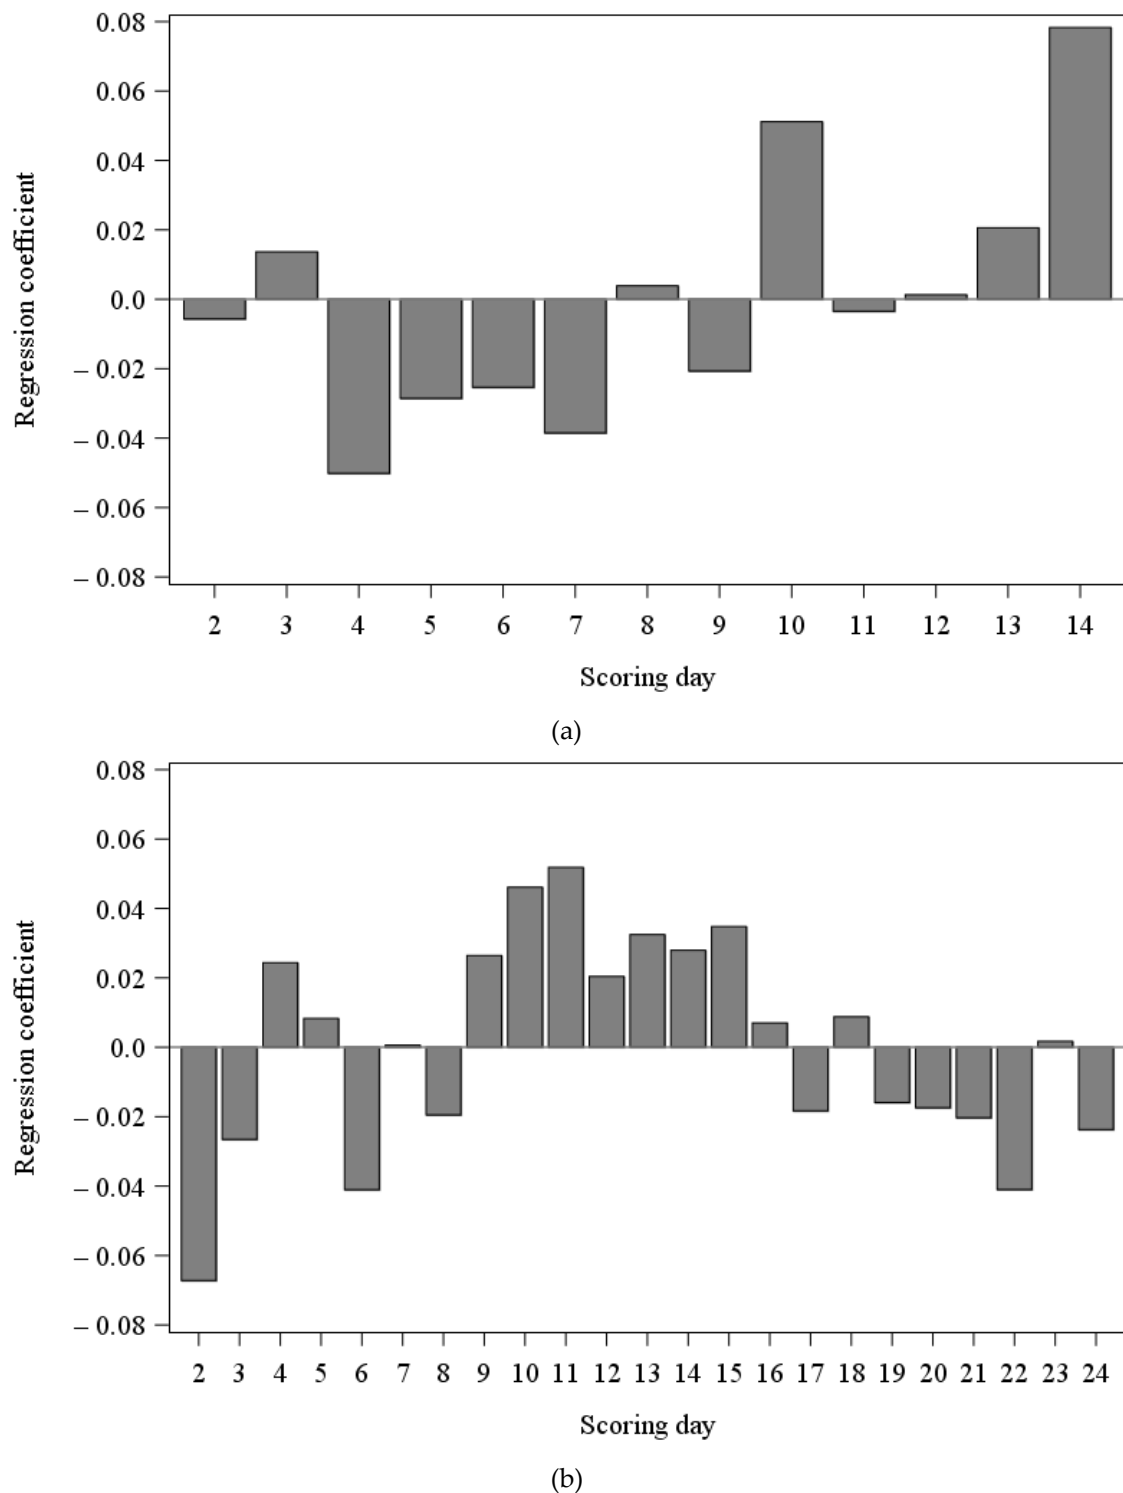 0.08
0.06
0.04
0.02
0.0
– 0.02
– 0.04
– 0.06
– 0.08
Regression coefficient
2 3 4 5 6 7 8 9 10 11 12 13 14
Scoring day
(a)
0.08
0.06
0.04
0.02
0.0
– 0.02
– 0.04
– 0.06
– 0.08
Regression coefficient
2 3 4 5 6 7 8 9 10 11 12 13 14 15 16 17 18 19 20 21 22 23 24
Scoring day
(b)